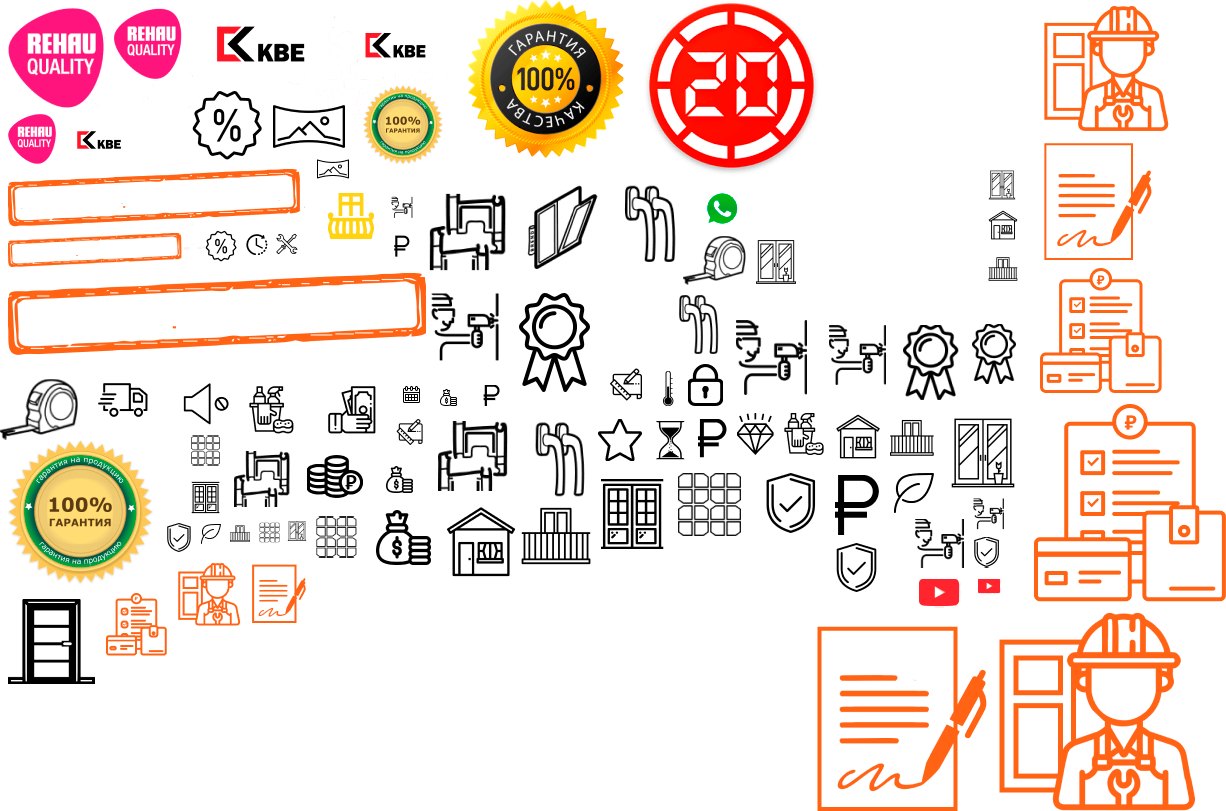 REHAU
QUALITY
REHAU
QUALITY
KBE
KBE
ГАРАНТИЯ
100%
КАЧЕСТВА
20
REHAU
QUALITY
KBE
%
100%
ГАРАНТИЯ
%
₽
₽
₽
₽
₽
гарантия на продукцию
100%
ГАРАНТИЯ
гарантия на продукцию
₽
$
$
₽
₽